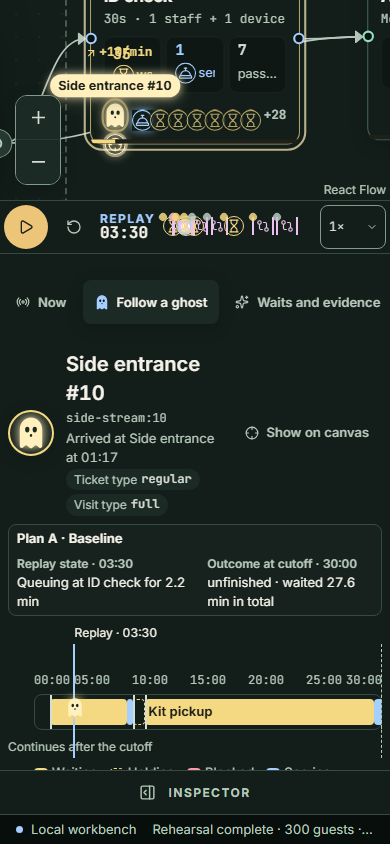 30s · 1 staff + 1 device
1
7
pass...
Side entrance #10
+28
React Flow
REPLAY
03:30
1×
Now
Follow a ghost
Waits and evidence
Side entrance
#10
side-stream:10
Arrived at Side entrance
at 01:17
Show on canvas
Ticket type regular
Visit type full
Plan A · Baseline
Replay state · 03:30
Queuing at ID check for 2.2
min
Outcome at cutoff · 30:00
unfinished · waited 27.6
min in total
Replay · 03:30
00:00 05:00 10:00 15:00 20:00 25:00 30:00
Kit pickup
Continues after the cutoff
INSPECTOR
Local workbench
Rehearsal complete · 300 guests ·...